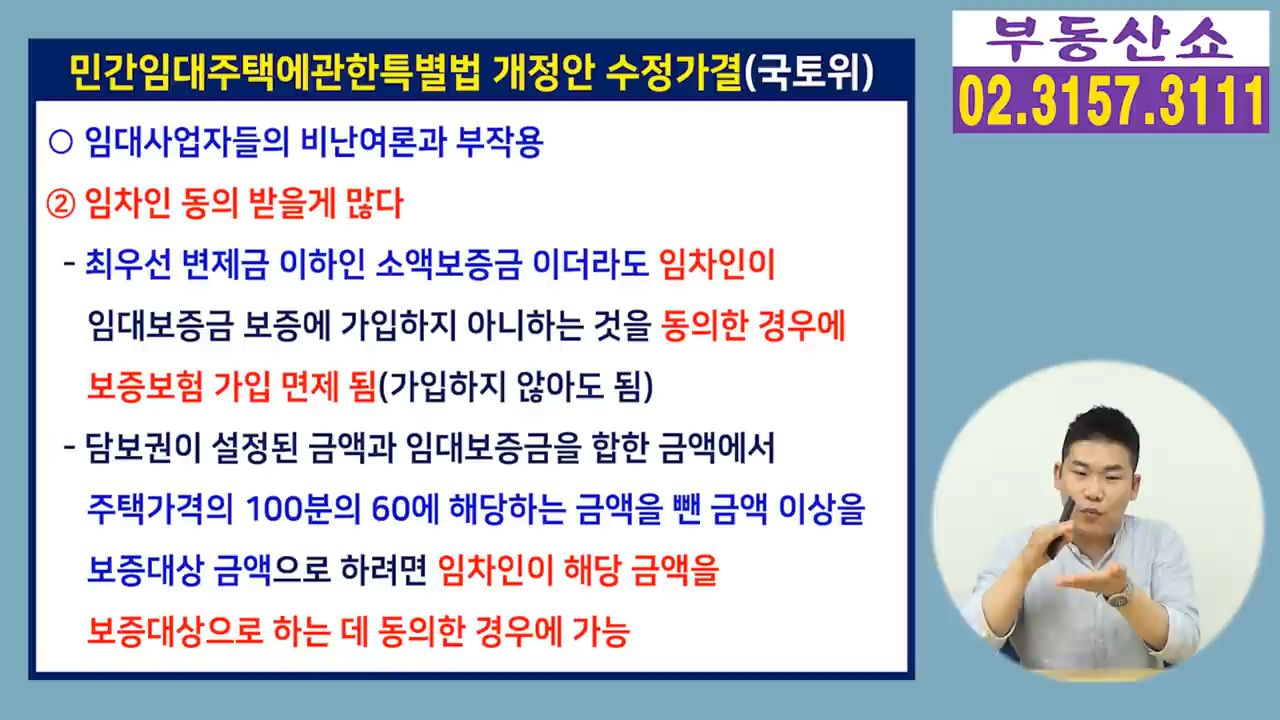 부동산쇼
02.3157.3111
민간임대주택에관한특별법 개정안 수정가결(국토위)
○ 임대사업자들의 비난여론과 부작용
② 임차인 동의 받을게 많다
- 최우선 변제금 이하인 소액보증금 이더라도 임차인이
임대보증금 보증에 가입하지 아니하는 것을 동의한 경우에
보증보험 가입 면제 됨(가입하지 않아도 됨)
- 담보권이 설정된 금액과 임대보증금을 합한 금액에서
주택가격의 100분의 60에 해당하는 금액을 뺀 금액 이상을
보증대상 금액으로 하려면 임차인이 해당 금액을
보증대상으로 하는 데 동의한 경우에 가능